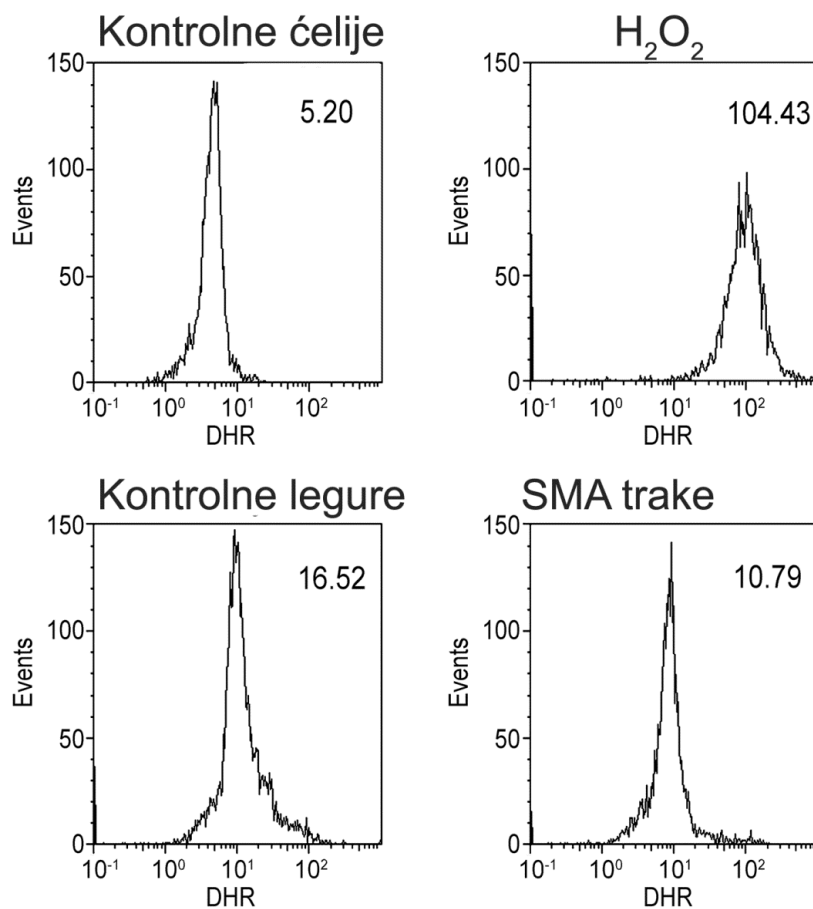 Kontrolne ćelije
150
100
50
0
Events
5.20
10⁻¹ 10⁰ 10¹ 10²
DHR
H₂O₂
150
100
50
0
Events
104.43
10⁻¹ 10⁰ 10¹ 10²
DHR
Kontrolne legure
150
100
50
0
Events
16.52
10⁻¹ 10⁰ 10¹ 10²
DHR
SMA trake
150
100
50
0
Events
10.79
10⁻¹ 10⁰ 10¹ 10²
DHR